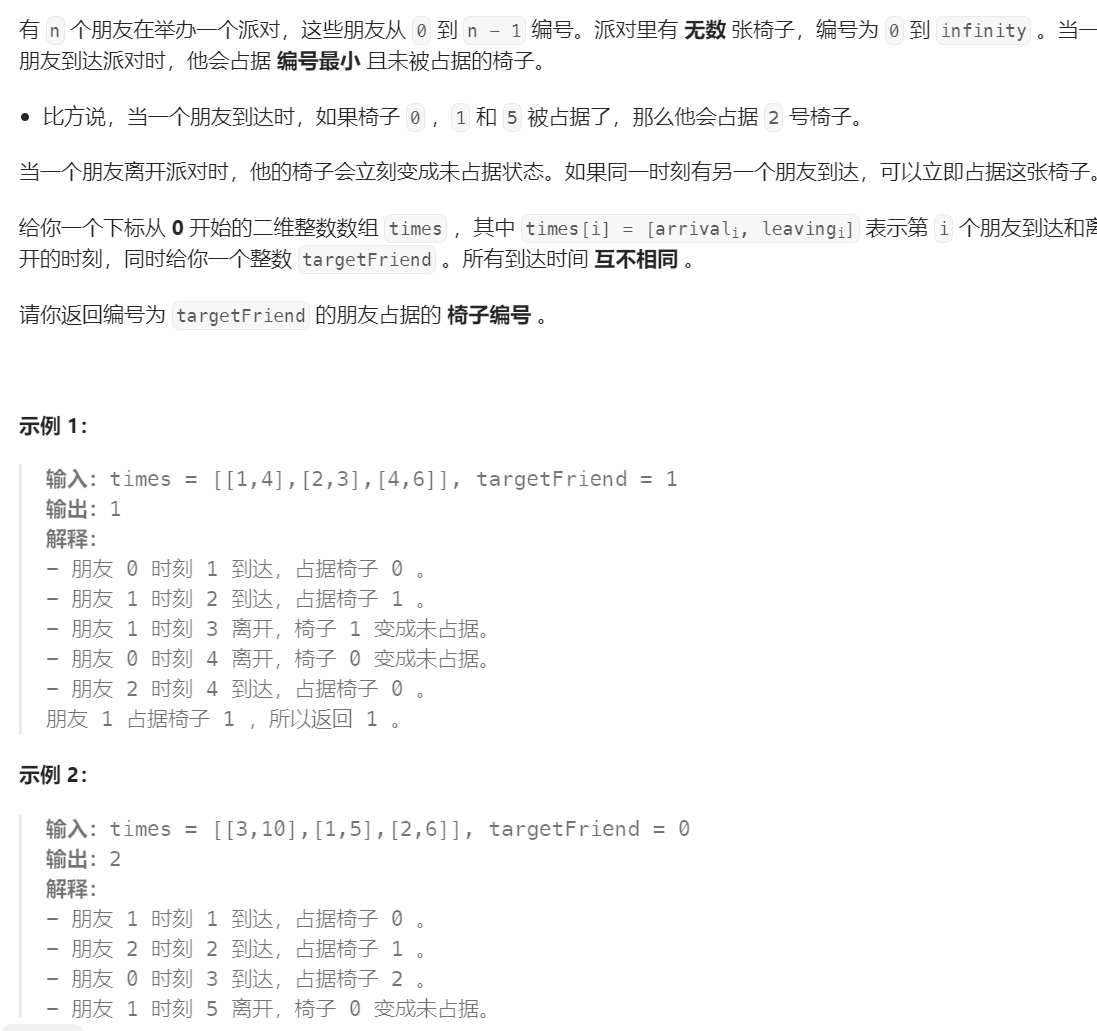 有 n 个朋友在举办一个派对，这些朋友从 0 到 n - 1 编号。派对里有 无数 张椅子，编号为 0 到 infinity 。当一
朋友到达派对时，他会占据 编号最小 且未被占据的椅子。
• 比方说，当一个朋友到达时，如果椅子 0 ，1 和 5 被占据了，那么他会占据 2 号椅子。
当一个朋友离开派对时，他的椅子会立刻变成未占据状态。如果同一时刻有另一个朋友到达，可以立即占据这张椅子。
给你一个下标从 0 开始的二维整数数组 times ，其中 times[i] = [arrivalᵢ, leavingᵢ] 表示第 i 个朋友到达和离
开的时刻，同时给你一个整数 targetFriend 。所有到达时间 互不相同 。
请你返回编号为 targetFriend 的朋友占据的 椅子编号 。
示例 1：
输入：times = [[1,4],[2,3],[4,6]], targetFriend = 1
输出：1
解释：
- 朋友 0 时刻 1 到达，占据椅子 0 。
- 朋友 1 时刻 2 到达，占据椅子 1 。
- 朋友 1 时刻 3 离开，椅子 1 变成未占据。
- 朋友 0 时刻 4 离开，椅子 0 变成未占据。
- 朋友 2 时刻 4 到达，占据椅子 0 。
朋友 1 占据椅子 1 ，所以返回 1 。
示例 2：
输入：times = [[3,10],[1,5],[2,6]], targetFriend = 0
输出：2
解释：
- 朋友 1 时刻 1 到达，占据椅子 0 。
- 朋友 2 时刻 2 到达，占据椅子 1 。
- 朋友 0 时刻 3 到达，占据椅子 2 。
- 朋友 1 时刻 5 离开，椅子 0 变成未占据。